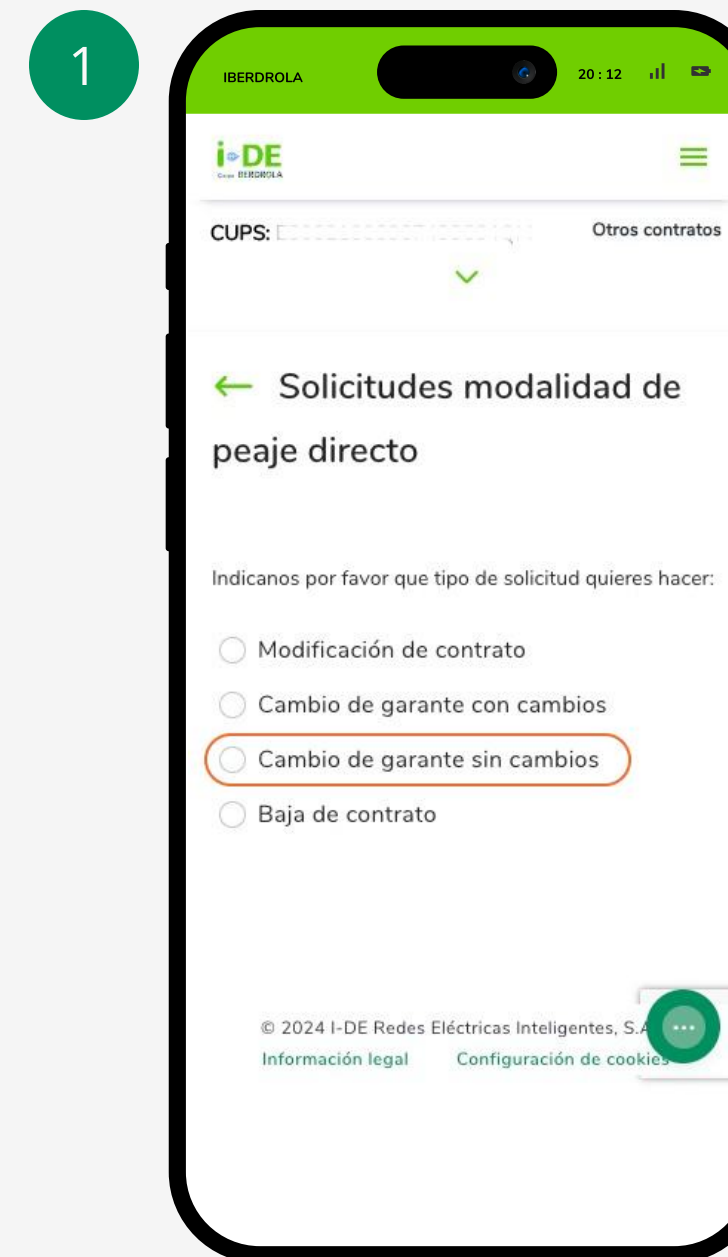 1
IBERDROLA
20:12
i-DE
Grupo IBERDROLA
CUPS:
Otros contratos
Solicitudes modalidad de
peaje directo
Indicanos por favor que tipo de solicitud quieres hacer:
Modificación de contrato
Cambio de garante con cambios
Cambio de garante sin cambios
Baja de contrato
© 2024 I-DE Redes Eléctricas Inteligentes, S.
Información legal Configuración de cookies